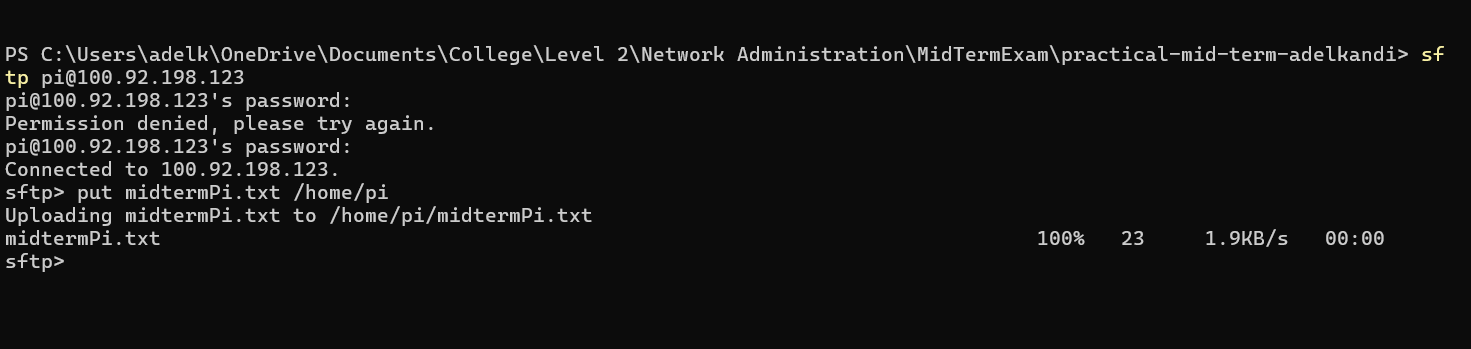 PS C:\Users\adelk\OneDrive\Documents\College\Level 2\Network Administration\MidTermExam\practical-mid-term-adelkandi> sf
tp pi@100.92.198.123
pi@100.92.198.123's password:
Permission denied, please try again.
pi@100.92.198.123's password:
Connected to 100.92.198.123.
sftp> put midtermPi.txt /home/pi
Uploading midtermPi.txt to /home/pi/midtermPi.txt
midtermPi.txt 100% 23 1.9KB/s 00:00
sftp>